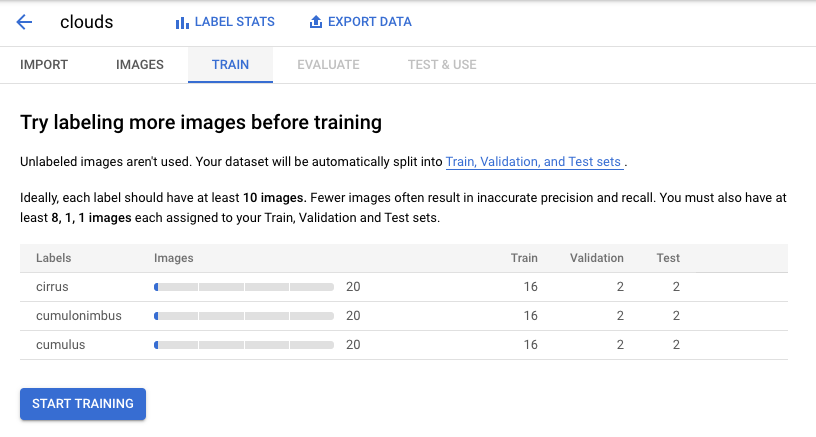 clouds LABEL STATS EXPORT DATA
IMPORT IMAGES TRAIN EVALUATE TEST & USE
Try labeling more images before training
Unlabeled images aren't used. Your dataset will be automatically split into Train, Validation, and Test sets .
Ideally, each label should have at least 10 images. Fewer images often result in inaccurate precision and recall. You must also have at
least 8, 1, 1 images each assigned to your Train, Validation and Test sets.
Labels Images Train Validation Test
cirrus 20 16 2 2
cumulonimbus 20 16 2 2
cumulus 20 16 2 2
START TRAINING